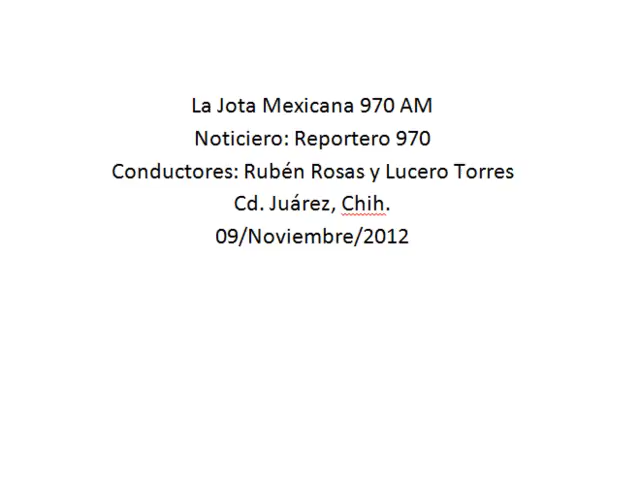 La Jota Mexicana 970 AM
Noticiero: Reportero 970
Conductores: Rubén Rosas y Lucero Torres
Cd. Juárez, Chih.
09/Noviembre/2012